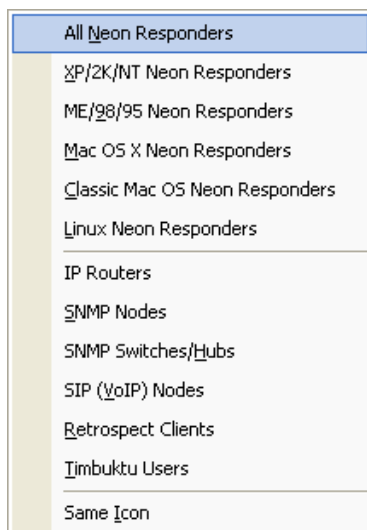 All Neon Responders
XP/2K/NT Neon Responders
ME/98/95 Neon Responders
Mac OS X Neon Responders
Classic Mac OS Neon Responders
Linux Neon Responders
IP Routers
SNMP Nodes
SNMP Switches/Hubs
SIP (VoIP) Nodes
Retrospect Clients
Timbuktu Users
Same Icon